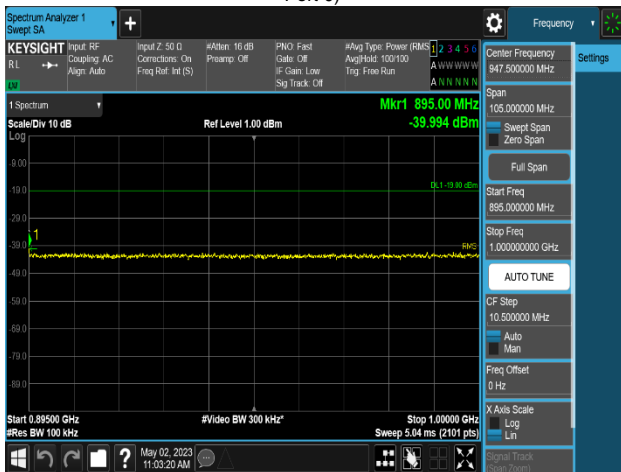 Port 0)
Spectrum Analyzer 1
Swept SA
Frequency
KEYSIGHT
RL
Input: RF
Coupling: AC
Align: Auto
Input Z: 50 Ω
Corrections: On
Freq Ref: Int (S)
#Atten: 16 dB
Preamp: Off
PNO: Fast
Gate: Off
IF Gain: Low
Sig Track: Off
#Avg Type: Power (RMS
Avg|Hold: 100/100
Trig: Free Run
1 2 3 4 5 6
A W W W W W
A N N N N N
1 Spectrum
Scale/Div 10 dB
Log
Ref Level 1.00 dBm
Mkr1 895.00 MHz
-39.994 dBm
-9.00
-19.0
-29.0
-39.0
-49.0
-59.0
-69.0
-79.0
-89.0
DL1 -19.00 dBm
1
RMS
Start 0.89500 GHz
#Res BW 100 kHz
#Video BW 300 kHz*
Stop 1.00000 GHz
Sweep 5.04 ms (2101 pts)
May 02, 2023
11:03:20 AM
Center Frequency
947.500000 MHz
Settings
Span
105.000000 MHz
Swept Span
Zero Span
Full Span
Start Freq
895.000000 MHz
Stop Freq
1.000000000 GHz
AUTO TUNE
CF Step
10.500000 MHz
Auto
Man
Freq Offset
0 Hz
X Axis Scale
Log
Lin
Signal Track
(Span Zoom)